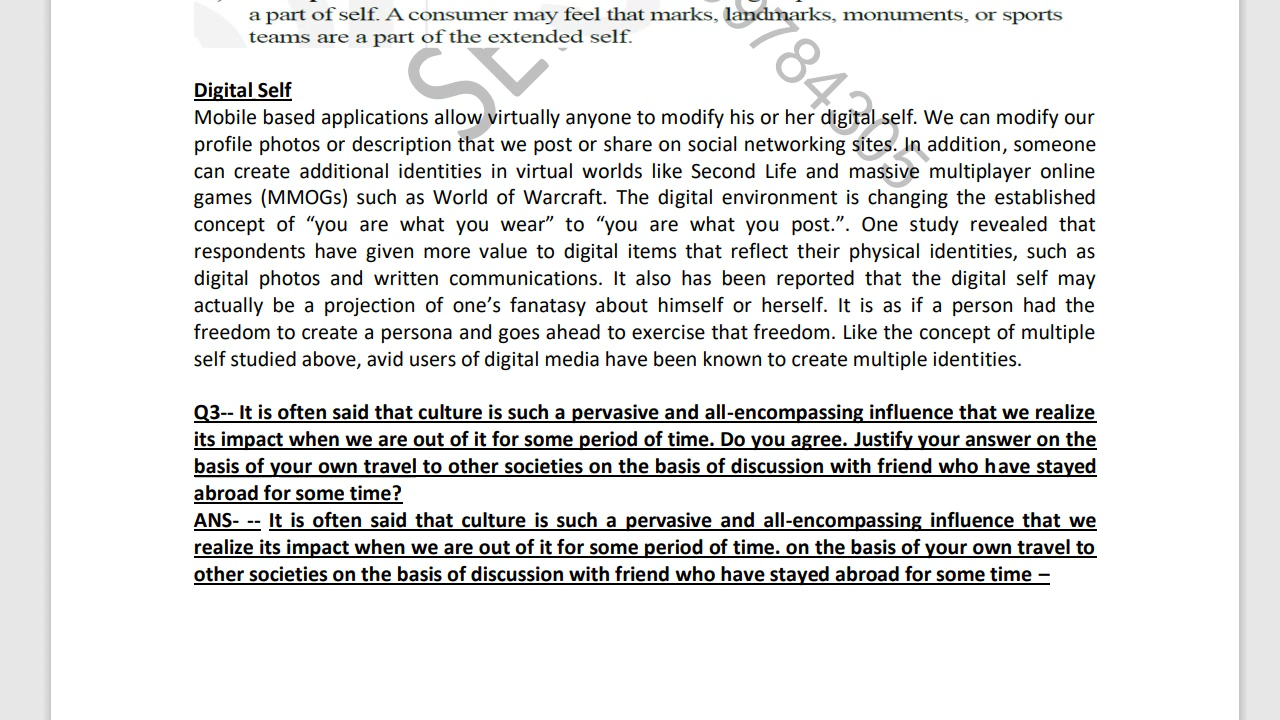 a part of self. A consumer may feel that marks, landmarks, monuments, or sports
teams are a part of the extended self.
Digital Self
Mobile based applications allow virtually anyone to modify his or her digital self. We can modify our
profile photos or description that we post or share on social networking sites. In addition, someone
can create additional identities in virtual worlds like Second Life and massive multiplayer online
games (MMOGs) such as World of Warcraft. The digital environment is changing the established
concept of “you are what you wear” to “you are what you post.”. One study revealed that
respondents have given more value to digital items that reflect their physical identities, such as
digital photos and written communications. It also has been reported that the digital self may
actually be a projection of one’s fanatasy about himself or herself. It is as if a person had the
freedom to create a persona and goes ahead to exercise that freedom. Like the concept of multiple
self studied above, avid users of digital media have been known to create multiple identities.
Q3-- It is often said that culture is such a pervasive and all-encompassing influence that we realize
its impact when we are out of it for some period of time. Do you agree. Justify your answer on the
basis of your own travel to other societies on the basis of discussion with friend who have stayed
abroad for some time?
ANS- -- It is often said that culture is such a pervasive and all-encompassing influence that we
realize its impact when we are out of it for some period of time. on the basis of your own travel to
other societies on the basis of discussion with friend who have stayed abroad for some time –